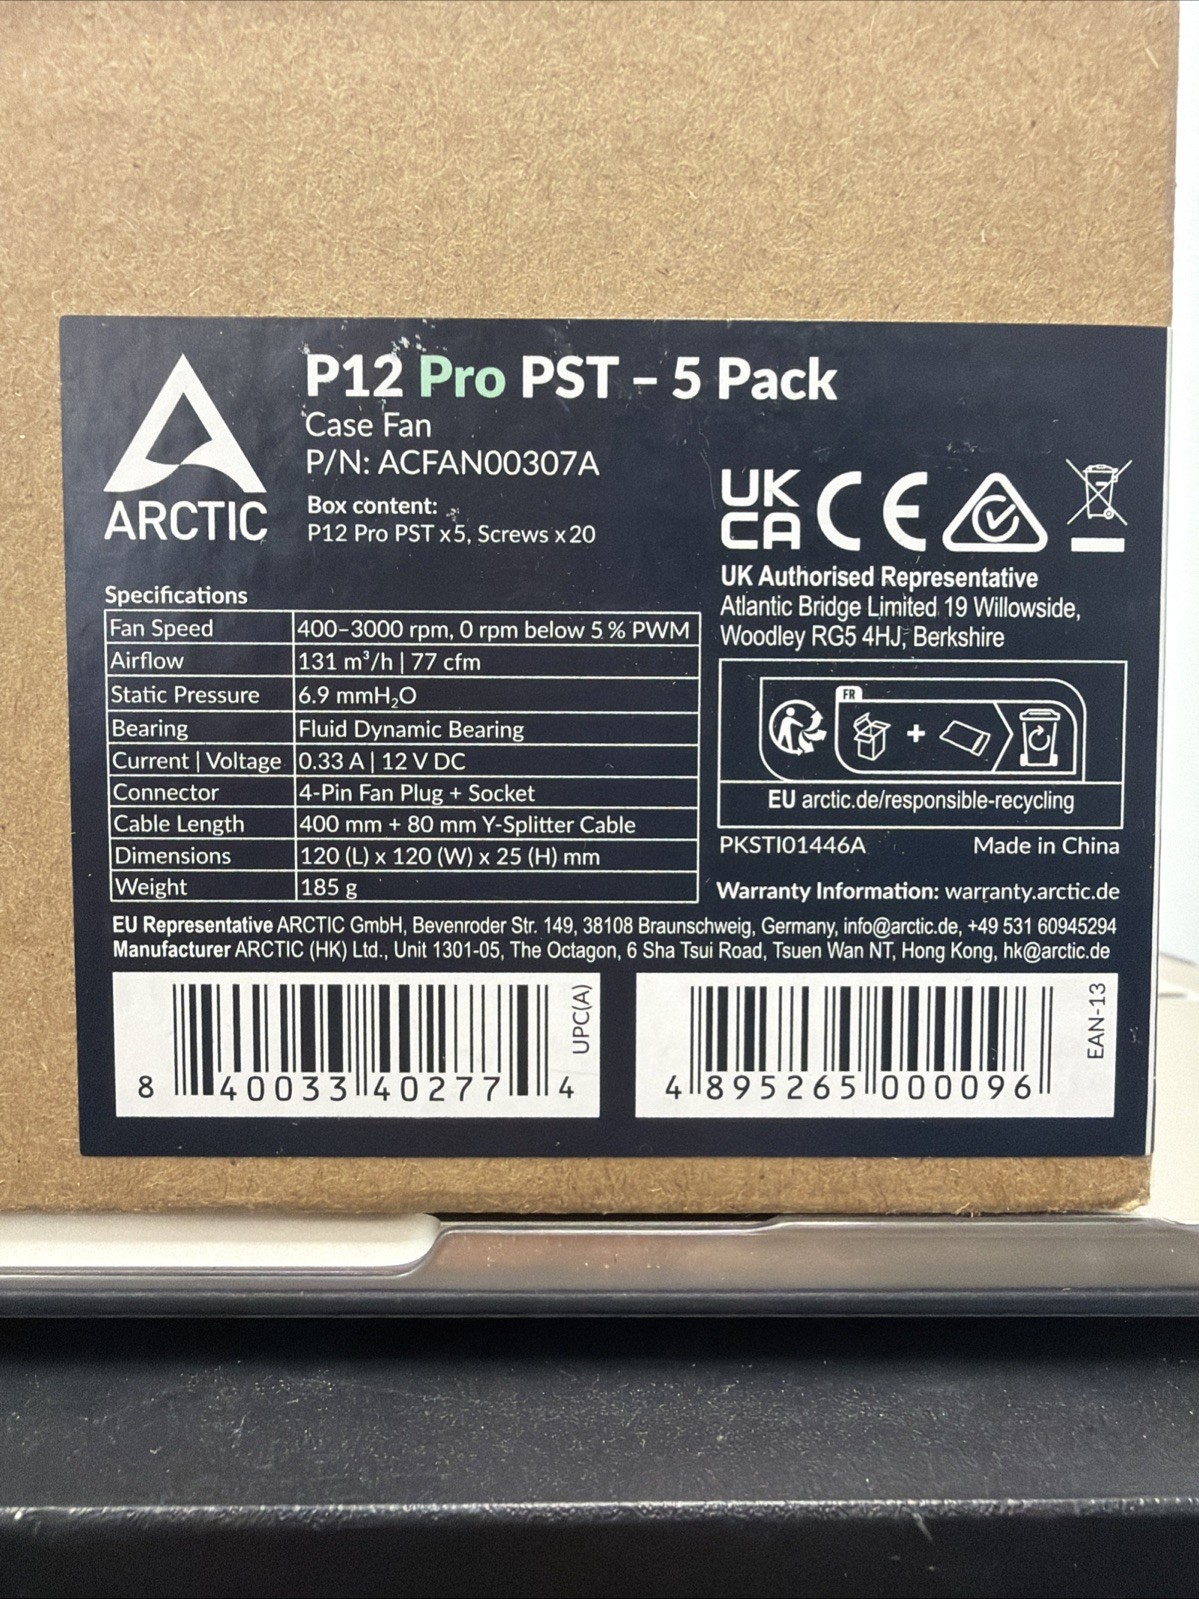 P12 Pro PST – 5 Pack
Case Fan
P/N: ACFAN00307A
Box content:
P12 Pro PST x5, Screws x20
ARCTIC
UK
CA CE
UK Authorised Representative
Atlantic Bridge Limited 19 Willowside,
Woodley RG5 4HJ, Berkshire
Specifications
Fan Speed 400–3000 rpm, 0 rpm below 5 % PWM
Airflow 131 m³/h | 77 cfm
Static Pressure 6.9 mmH₂O
Bearing Fluid Dynamic Bearing
Current | Voltage 0.33 A | 12 V DC
Connector 4-Pin Fan Plug + Socket
Cable Length 400 mm + 80 mm Y-Splitter Cable
Dimensions 120 (L) x 120 (W) x 25 (H) mm
Weight 185 g
FR
+
EU arctic.de/responsible-recycling
PKSTI01446A Made in China
Warranty Information: warranty.arctic.de
EU Representative ARCTIC GmbH, Bevenroder Str. 149, 38108 Braunschweig, Germany, info@arctic.de, +49 531 60945294
Manufacturer ARCTIC (HK) Ltd., Unit 1301-05, The Octagon, 6 Sha Tsui Road, Tsuen Wan NT, Hong Kong, hk@arctic.de
UPC(A)
8 40033 40277 4
EAN-13
4 895265 000096